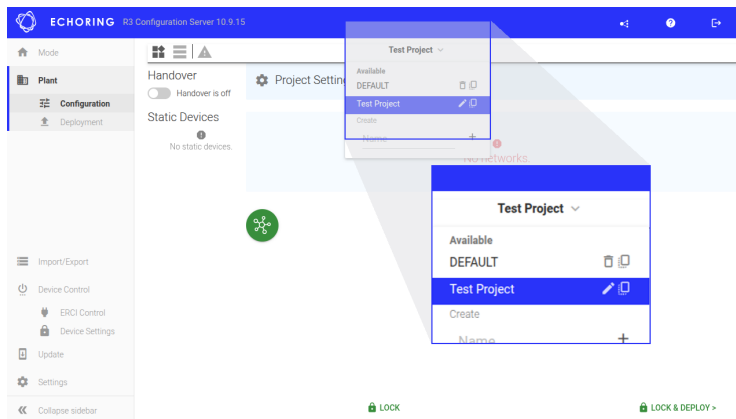 ECHORING R3 Configuration Server 10.9.15
Mode
Plant
Configuration
Deployment
Import/Export
Device Control
ERCI Control
Device Settings
Update
Settings
Collapse sidebar
Handover
Handover is off
Static Devices
No static devices.
Project Settin
Test Project
Available
DEFAULT
Test Project
Create
Name
No networks.
Test Project
Available
DEFAULT
Test Project
Create
Name
LOCK
LOCK & DEPLOY >